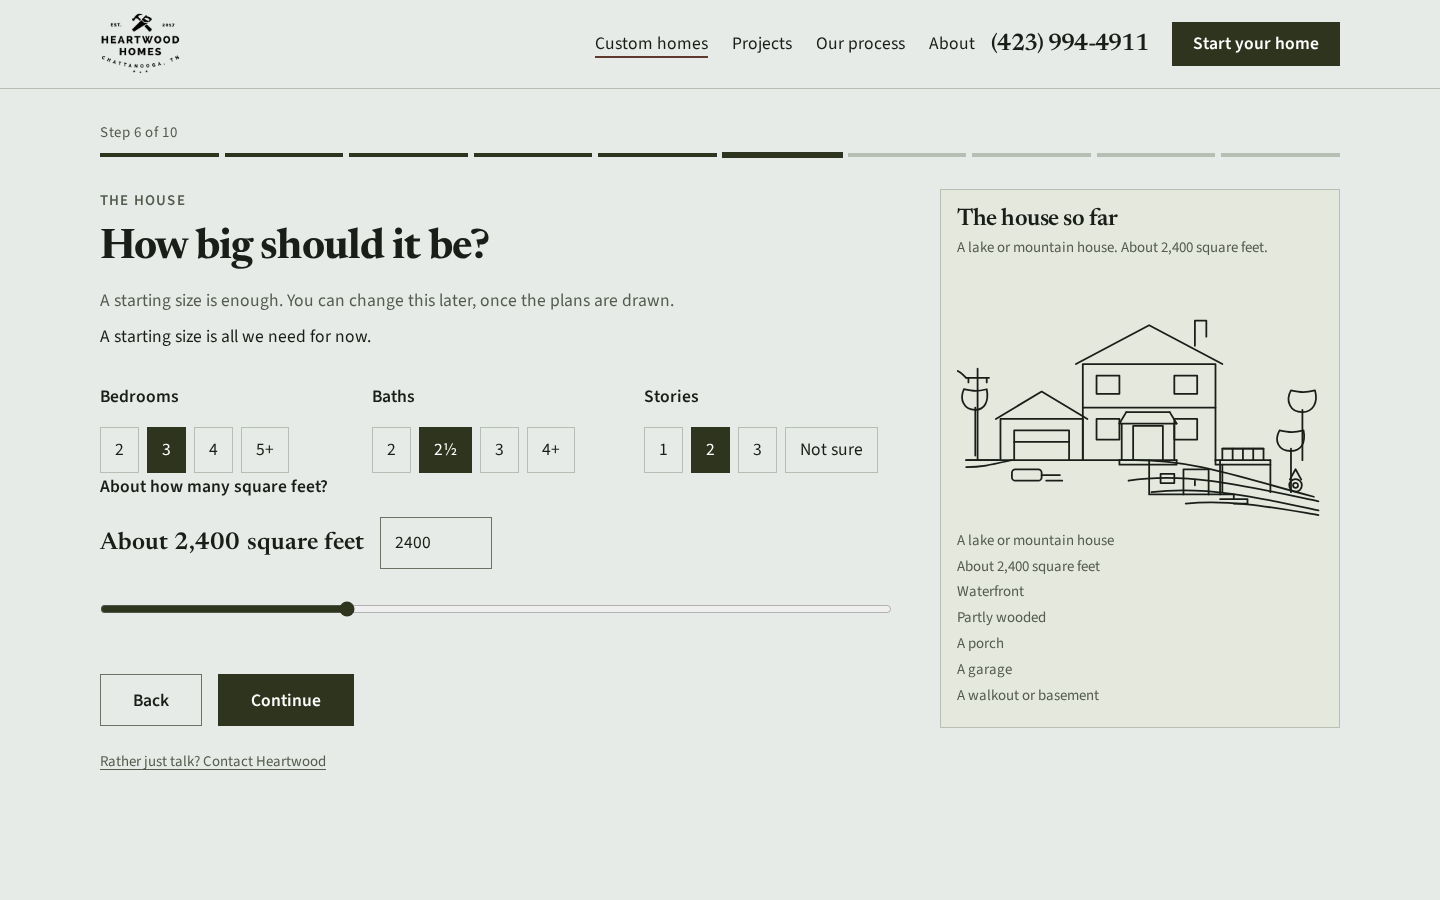 EST. 2017
HEARTWOOD
HOMES
CHATTANOOGA, TN
Custom homes
Projects
Our process
About
(423) 994-4911
Start your home
Step 6 of 10
THE HOUSE
How big should it be?
A starting size is enough. You can change this later, once the plans are drawn.
A starting size is all we need for now.
Bedrooms
2 3 4 5+
Baths
2 2½ 3 4+
Stories
1 2 3 Not sure
About how many square feet?
About 2,400 square feet
2400
Back
Continue
Rather just talk? Contact Heartwood
The house so far
A lake or mountain house. About 2,400 square feet.
A lake or mountain house
About 2,400 square feet
Waterfront
Partly wooded
A porch
A garage
A walkout or basement